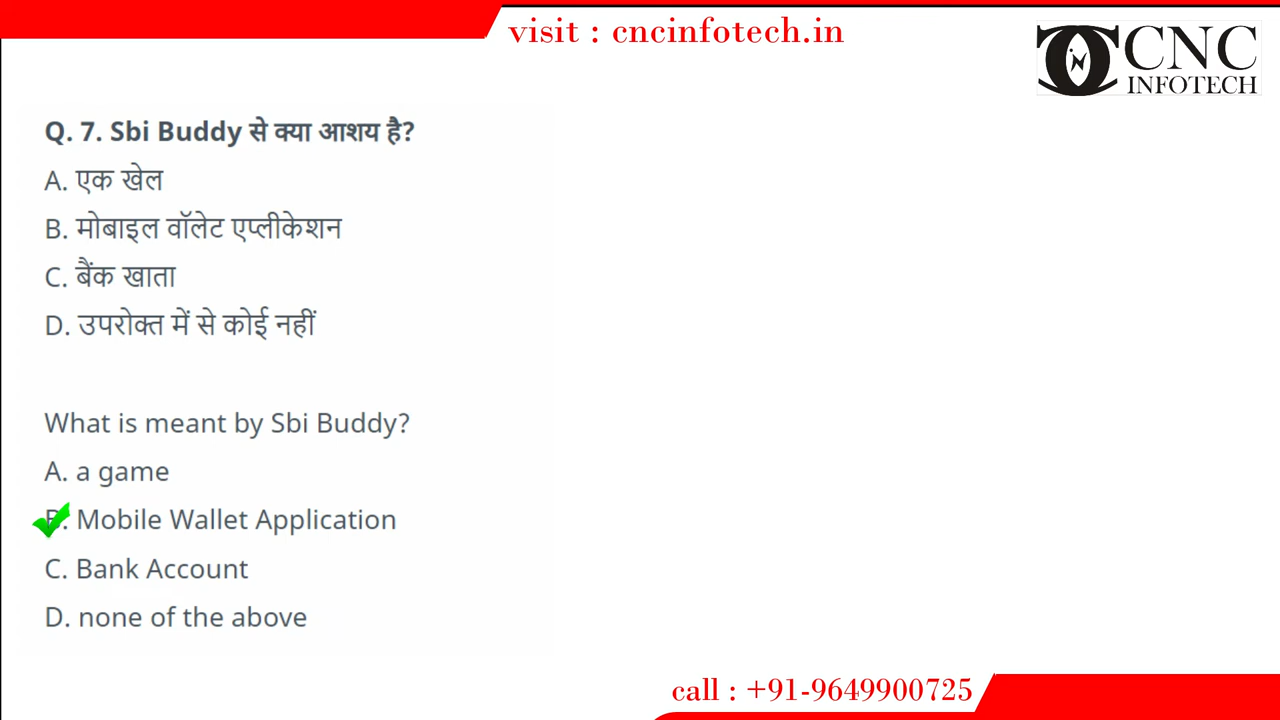 visit : cncinfotech.in
CNC
INFOTECH
Q. 7. Sbi Buddy से क्या आशय है?
A. एक खेल
B. मोबाइल वॉलेट एप्लीकेशन
C. बैंक खाता
D. उपरोक्त में से कोई नहीं
What is meant by Sbi Buddy?
A. a game
B. Mobile Wallet Application
C. Bank Account
D. none of the above
call : +91-9649900725